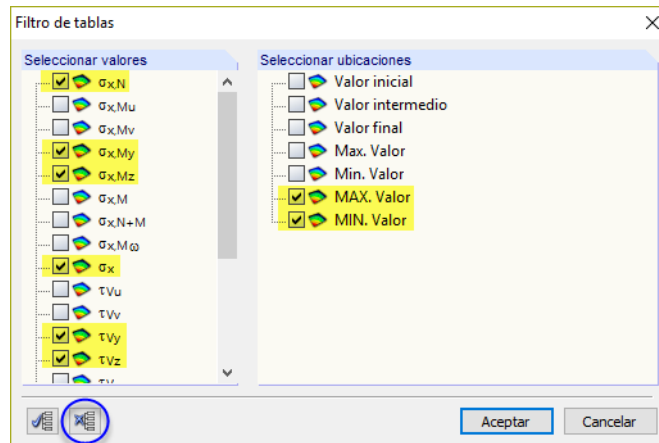 Filtro de tablas
Seleccionar valores
σx,N
σx,Mu
σx,Mv
σx,My
σx,Mz
σx,M
σx,N+M
σx,Mω
σx
τVu
τVv
τVy
τVz
Seleccionar ubicaciones
Valor inicial
Valor intermedio
Valor final
Max. Valor
Min. Valor
MAX. Valor
MIN. Valor
Aceptar
Cancelar